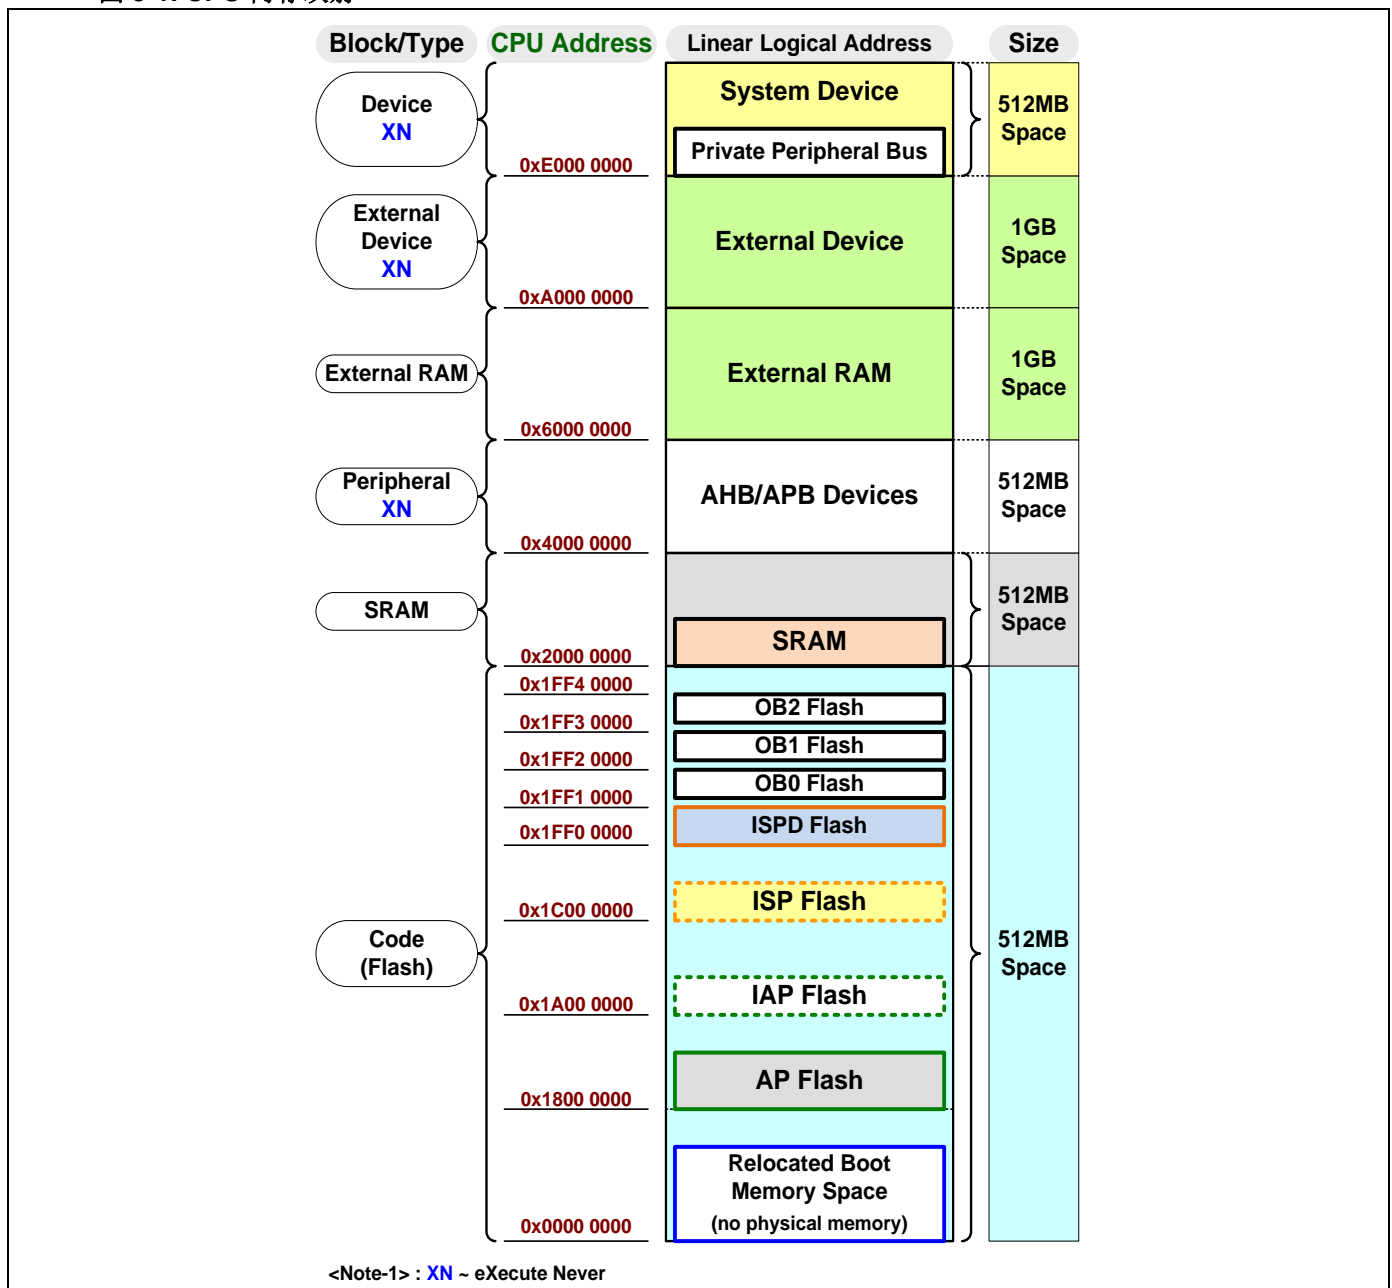 Block/Type CPU Address Linear Logical Address Size
System Device
Device
XN
512MB
Space
Private Peripheral Bus
0xE000 0000
External
Device
XN
External Device
1GB
Space
0xA000 0000
External RAM
External RAM
1GB
Space
0x6000 0000
Peripheral
XN
AHB/APB Devices
512MB
Space
0x4000 0000
SRAM
512MB
Space
SRAM
0x2000 0000
0x1FF4 0000
OB2 Flash
0x1FF3 0000
OB1 Flash
0x1FF2 0000
OB0 Flash
0x1FF1 0000
ISPD Flash
0x1FF0 0000
ISP Flash
0x1C00 0000
Code
(Flash)
512MB
Space
IAP Flash
0x1A00 0000
AP Flash
0x1800 0000
Relocated Boot
Memory Space
(no physical memory)
0x0000 0000
<Note-1> : XN ~ eXecute Never